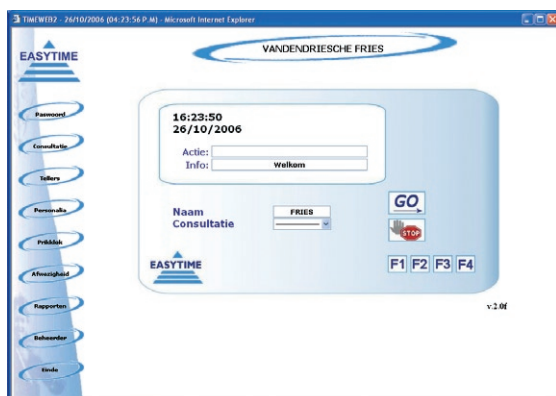 TIMEWEB2 - 26/10/2006 (04:23:56 P.M) - Microsoft Internet Explorer
EASYTIME
VANDENDRIESCHE FRIES
Paswoord
Consultatie
Tellers
Personalia
Prikklok
Afwezigheid
Rapporten
Beheerder
Einde
16:23:50
26/10/2006
Actie:
Info: Welkom
Naam FRIES
Consultatie
GO
STOP
EASYTIME
F1 F2 F3 F4
v.2.0f